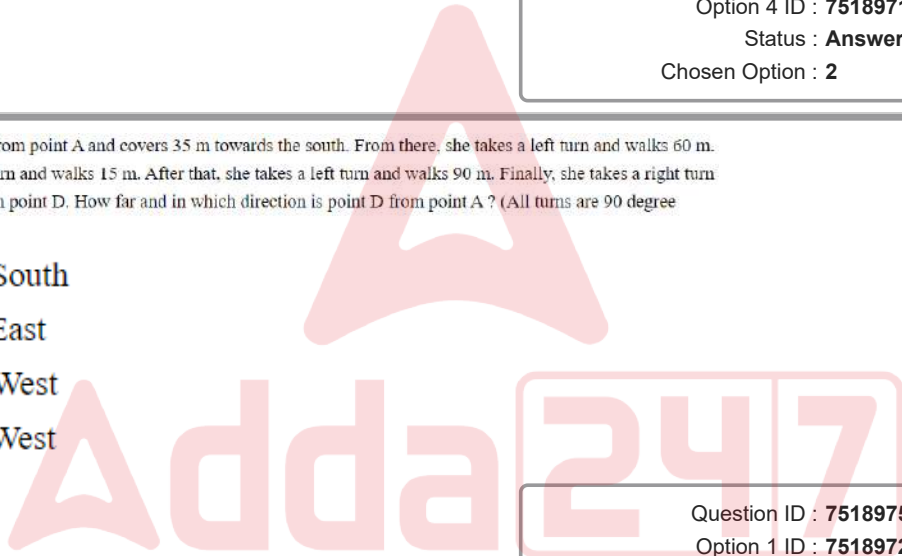 Option 4 ID : 7518971
Status : Answer
Chosen Option : 2
rom point A and covers 35 m towards the south. From there, she takes a left turn and walks 60 m.
rn and walks 15 m. After that, she takes a left turn and walks 90 m. Finally, she takes a right turn
point D. How far and in which direction is point D from point A ? (All turns are 90 degree
South
East
West
West
Adda247
Question ID : 7518975
Option 1 ID : 7518972